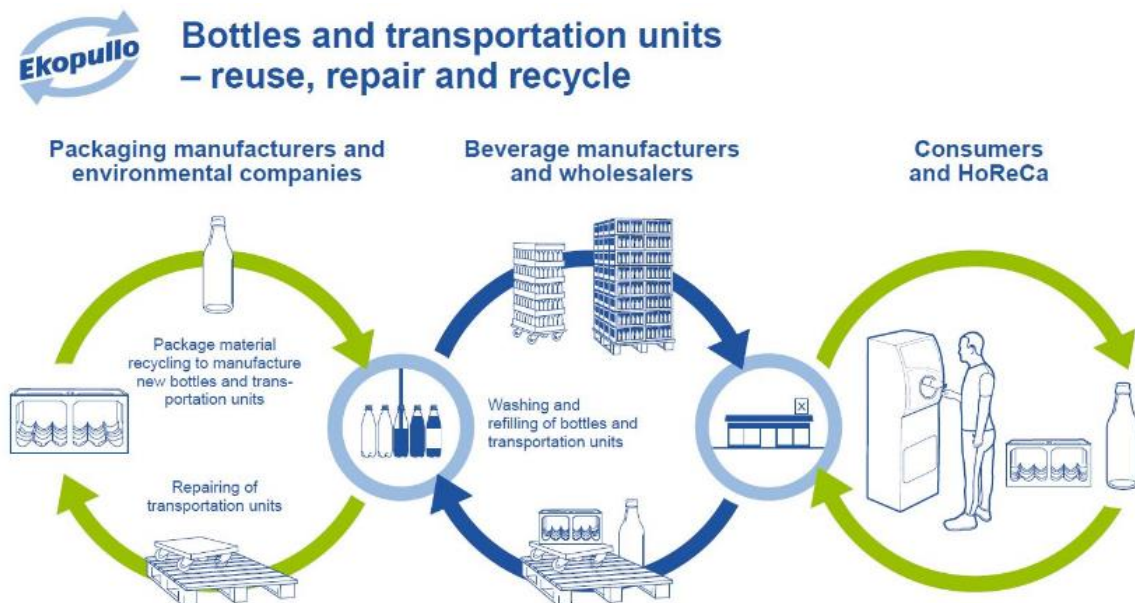 Ekopullo
Bottles and transportation units
– reuse, repair and recycle
Packaging manufacturers and
environmental companies
Beverage manufacturers
and wholesalers
Consumers
and HoReCa
Package material
recycling to manufacture
new bottles and trans-
portation units
Repairing of
transportation units
Washing and
refilling of bottles and
transportation units
X